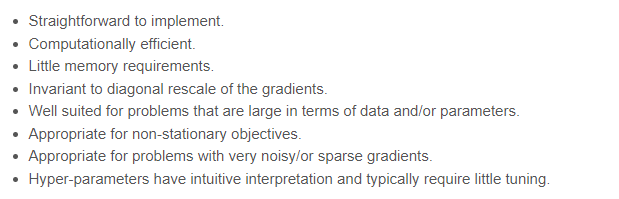 • Straightforward to implement.
• Computationally efficient.
• Little memory requirements.
• Invariant to diagonal rescale of the gradients.
• Well suited for problems that are large in terms of data and/or parameters.
• Appropriate for non-stationary objectives.
• Appropriate for problems with very noisy/or sparse gradients.
• Hyper-parameters have intuitive interpretation and typically require little tuning.